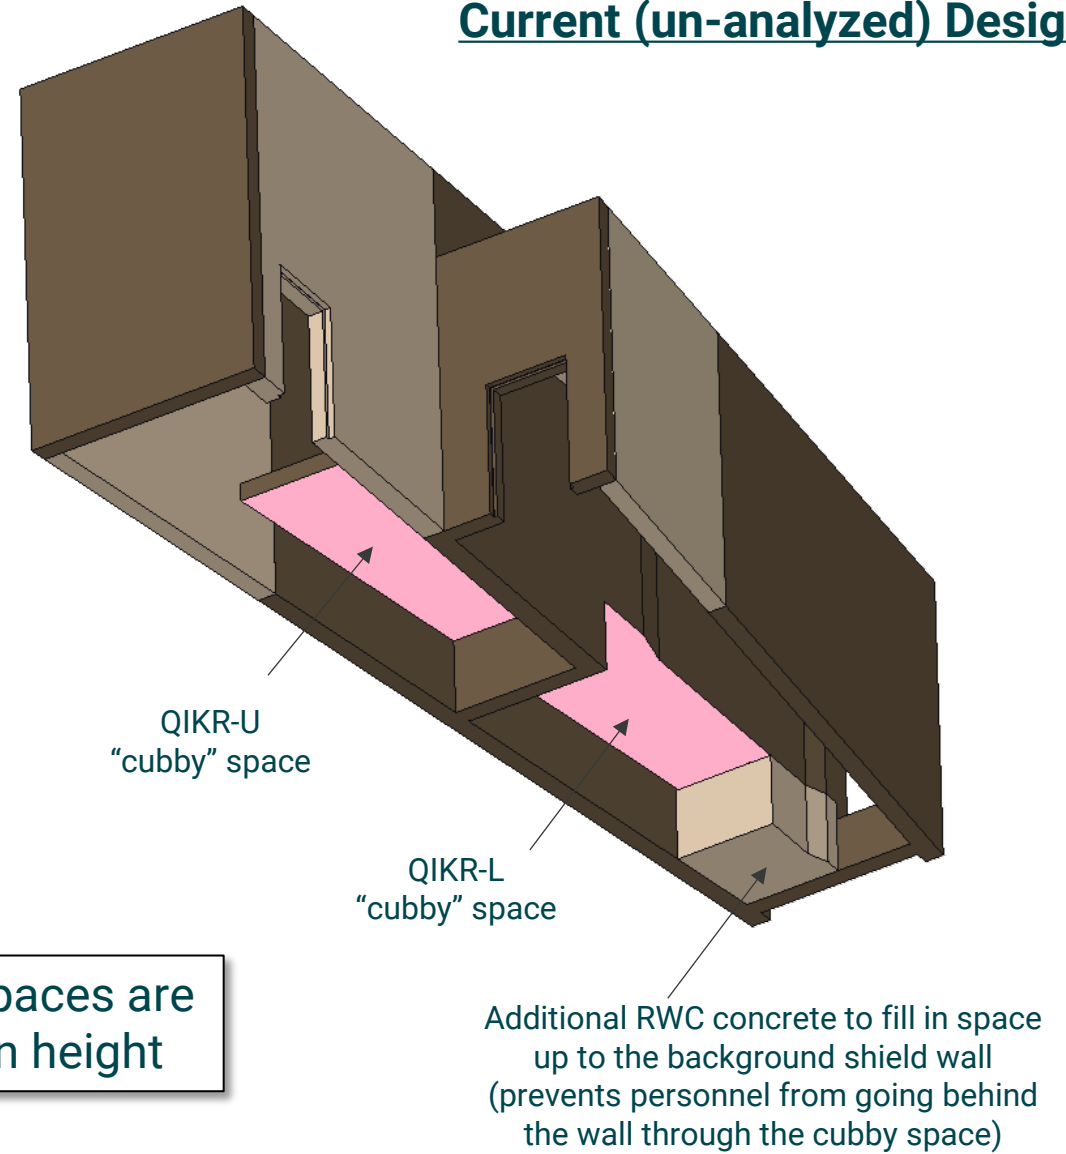 Current (un-analyzed) Desig
QIKR-U
“cubby” space
QIKR-L
“cubby” space
paces are
n height
Additional RWC concrete to fill in space
up to the background shield wall
(prevents personnel from going behind
the wall through the cubby space)